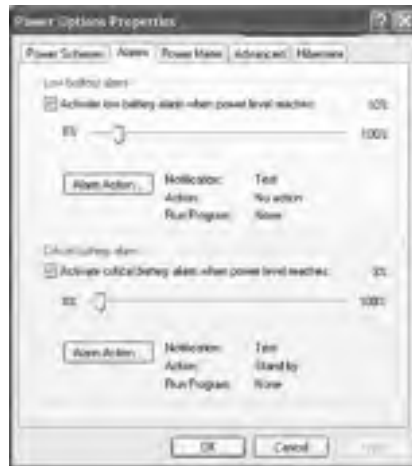 Power Options Properties
Power Schemes Alarms Power Meter Advanced Hibernate
Low battery alarm
Activate low battery alarm when power level reaches: 10%
0% 100%
Alarm Action... Notification: Text
Action: No action
Run Program: None
Critical battery alarm
Activate critical battery alarm when power level reaches: 3%
0% 100%
Alarm Action... Notification: Text
Action: Stand by
Run Program: None
OK Cancel Apply